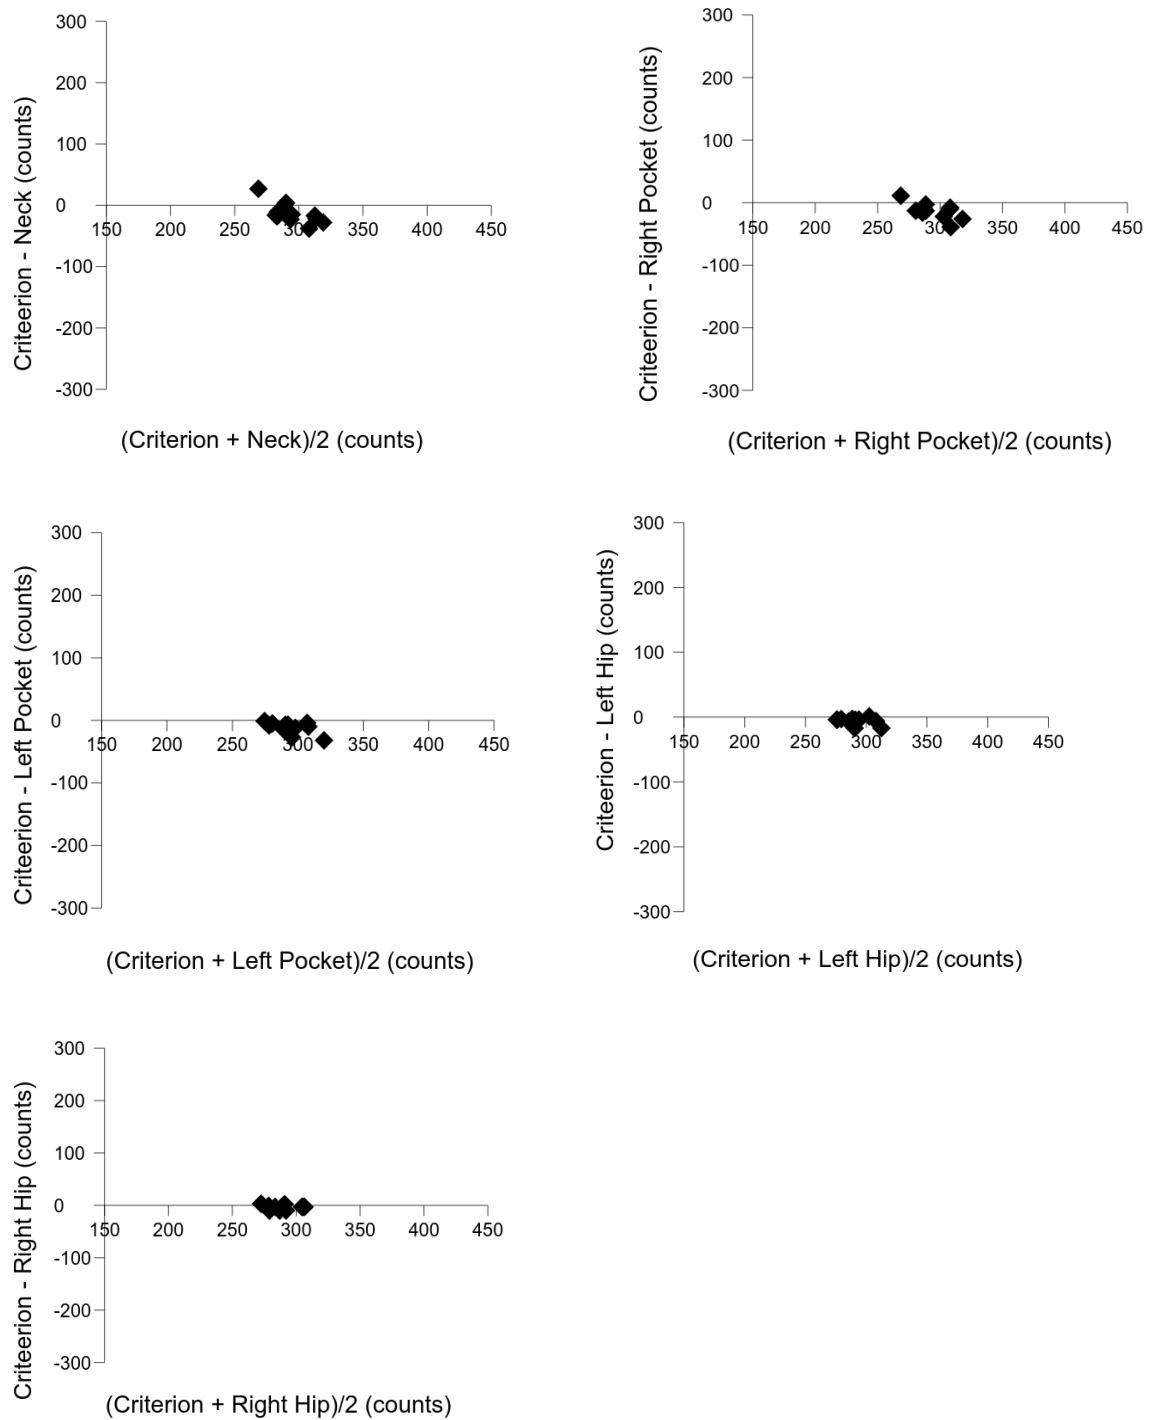 Criteerion - Neck (counts)
300
200
100
0
-100
-200
-300
150 200 250 300 350 400 450
(Criterion + Neck)/2 (counts)
Criteerion - Right Pocket (counts)
300
200
100
0
-100
-200
-300
150 200 250 300 350 400 450
(Criterion + Right Pocket)/2 (counts)
Criteerion - Left Pocket (counts)
300
200
100
0
-100
-200
-300
150 200 250 300 350 400 450
(Criterion + Left Pocket)/2 (counts)
Criteerion - Left Hip (counts)
300
200
100
0
-100
-200
-300
150 200 250 300 350 400 450
(Criterion + Left Hip)/2 (counts)
Criteerion - Right Hip (counts)
300
200
100
0
-100
-200
-300
150 200 250 300 350 400 450
(Criterion + Right Hip)/2 (counts)